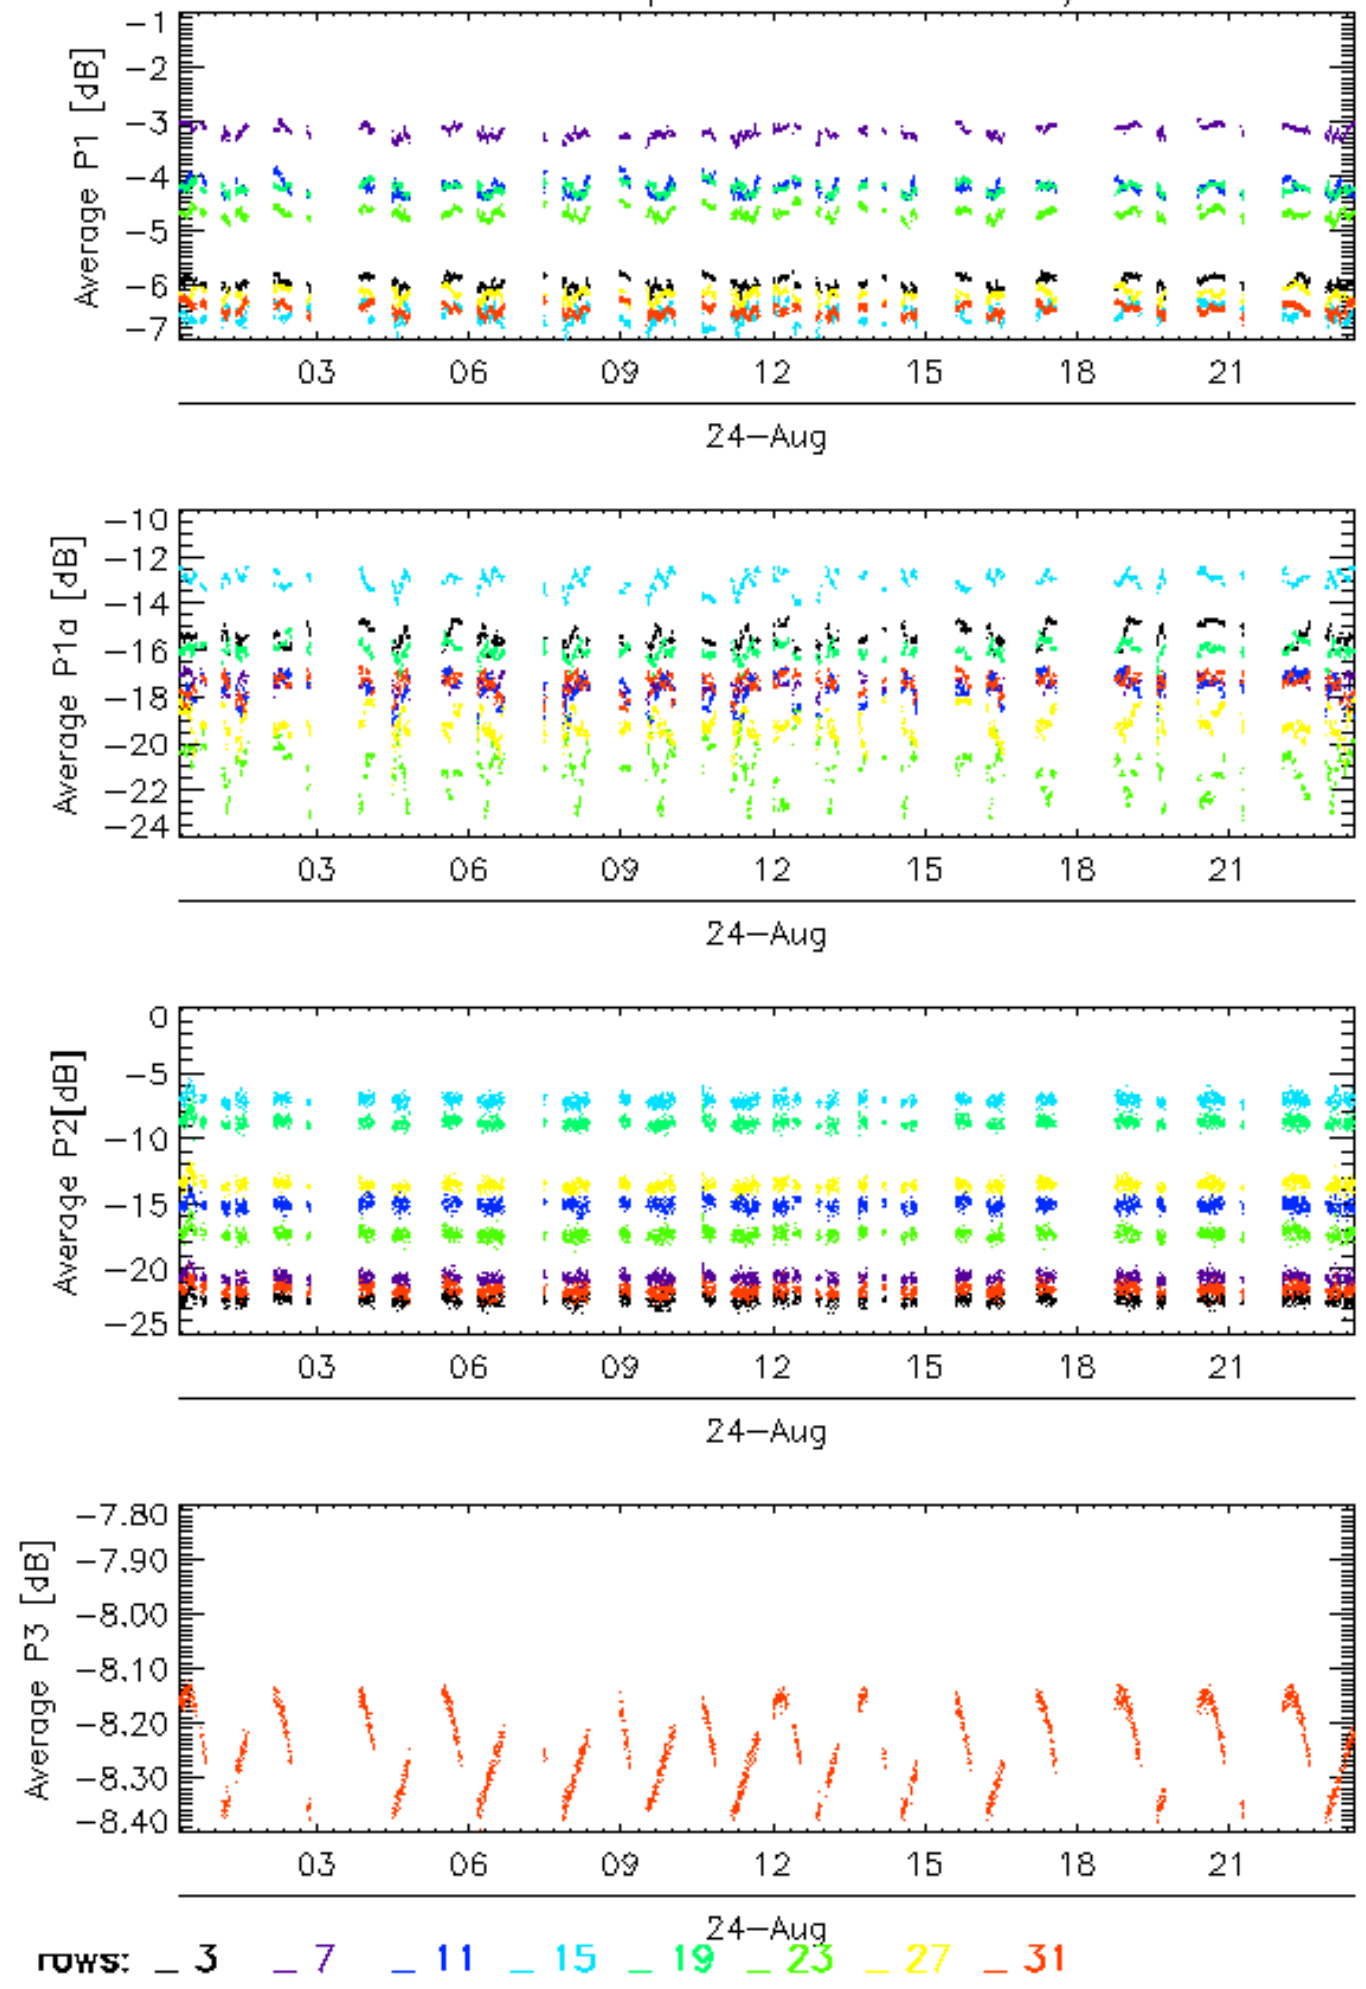 Average P1 [dB]
-1
-2
-3
-4
-5
-6
-7
03 06 09 12 15 18 21
24-Aug
Average P1a [dB]
-10
-12
-14
-16
-18
-20
-22
-24
03 06 09 12 15 18 21
24-Aug
Average P2[dB]
0
-5
-10
-15
-20
-25
03 06 09 12 15 18 21
24-Aug
Average P3 [dB]
-7.80
-7.90
-8.00
-8.10
-8.20
-8.30
-8.40
03 06 09 12 15 18 21
24-Aug
rows: _ 3 _ 7 _ 11 _ 15 _ 19 _ 23 _ 27 _ 31